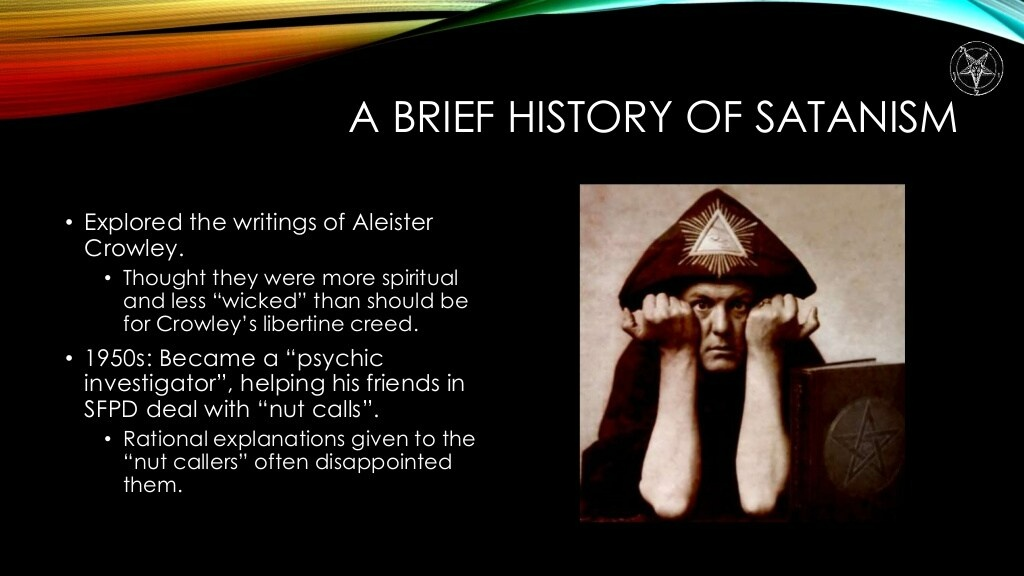 A BRIEF HISTORY OF SATANISM
• Explored the writings of Aleister
Crowley.
• Thought they were more spiritual
and less “wicked” than should be
for Crowley’s libertine creed.
• 1950s: Became a “psychic
investigator”, helping his friends in
SFPD deal with “nut calls”.
• Rational explanations given to the
“nut callers” often disappointed
them.